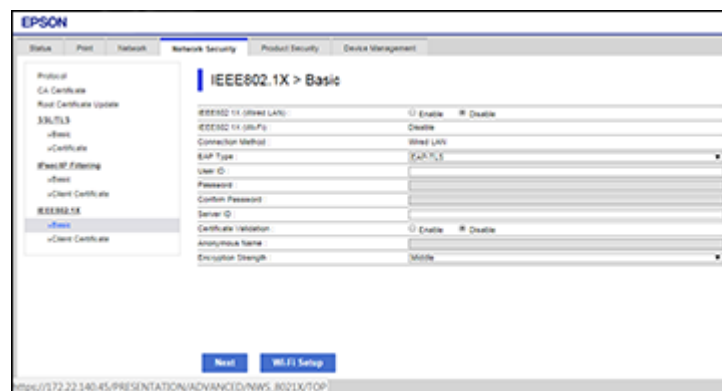 EPSON
Status Print Network Network Security Product Security Device Management
Protocol
CA Certificate
Root Certificate Update
SSL/TLS
»Basic
»Certificate
IPsec/IP Filtering
»Basic
»Client Certificate
IEEE802.1X
»Basic
»Client Certificate
IEEE802.1X > Basic
IEEE802.1X (Wired LAN) : Enable Disable
IEEE802.1X (Wi-Fi) : Disable
Connection Method : Wired LAN
EAP Type : EAP-TLS
User ID :
Password :
Confirm Password :
Server ID :
Certificate Validation : Enable Disable
Anonymous Name :
Encryption Strength : Middle
Next Wi-Fi Setup
https://172.22.140.45/PRESENTATION/ADVANCED/NWS_8021X/TOP